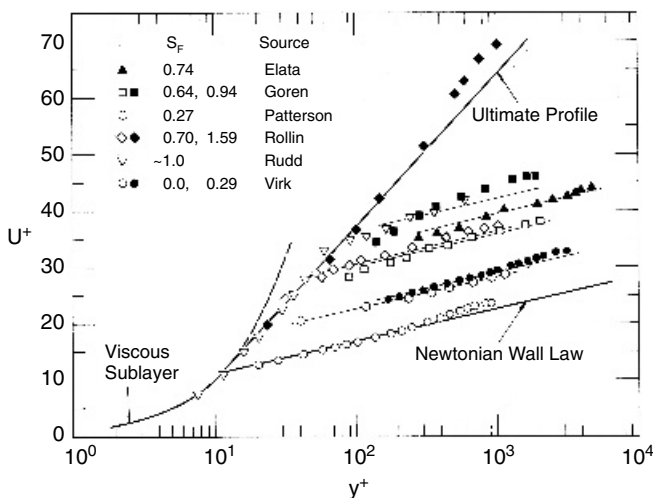 70
60
50
40
30
20
10
0
U+
S_F Source
0.74 Elata
0.64, 0.94 Goren
0.27 Patterson
0.70, 1.59 Rollin
~1.0 Rudd
0.0, 0.29 Virk
Ultimate Profile
Viscous
Sublayer
Newtonian Wall Law
10^0 10^1 10^2 10^3 10^4
y+